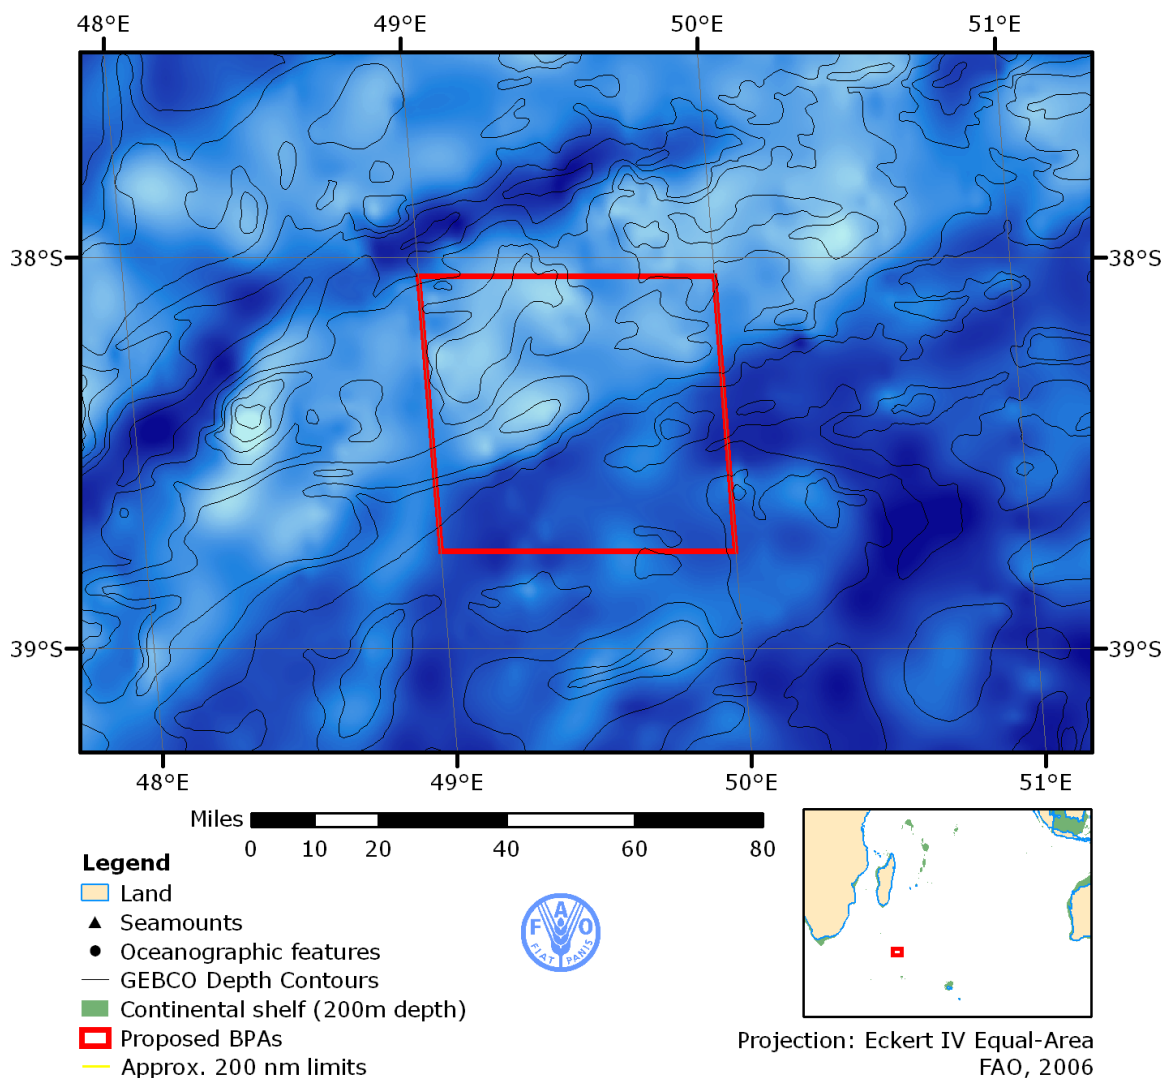 48°E 49°E 50°E 51°E
38°S 38°S
39°S 39°S
48°E 49°E 50°E 51°E
Miles
0 10 20 40 60 80
Legend
Land
Seamounts
Oceanographic features
GEBCO Depth Contours
Continental shelf (200m depth)
Proposed BPAs
Approx. 200 nm limits
F A O
FIAT PANIS
Projection: Eckert IV Equal-Area
FAO, 2006